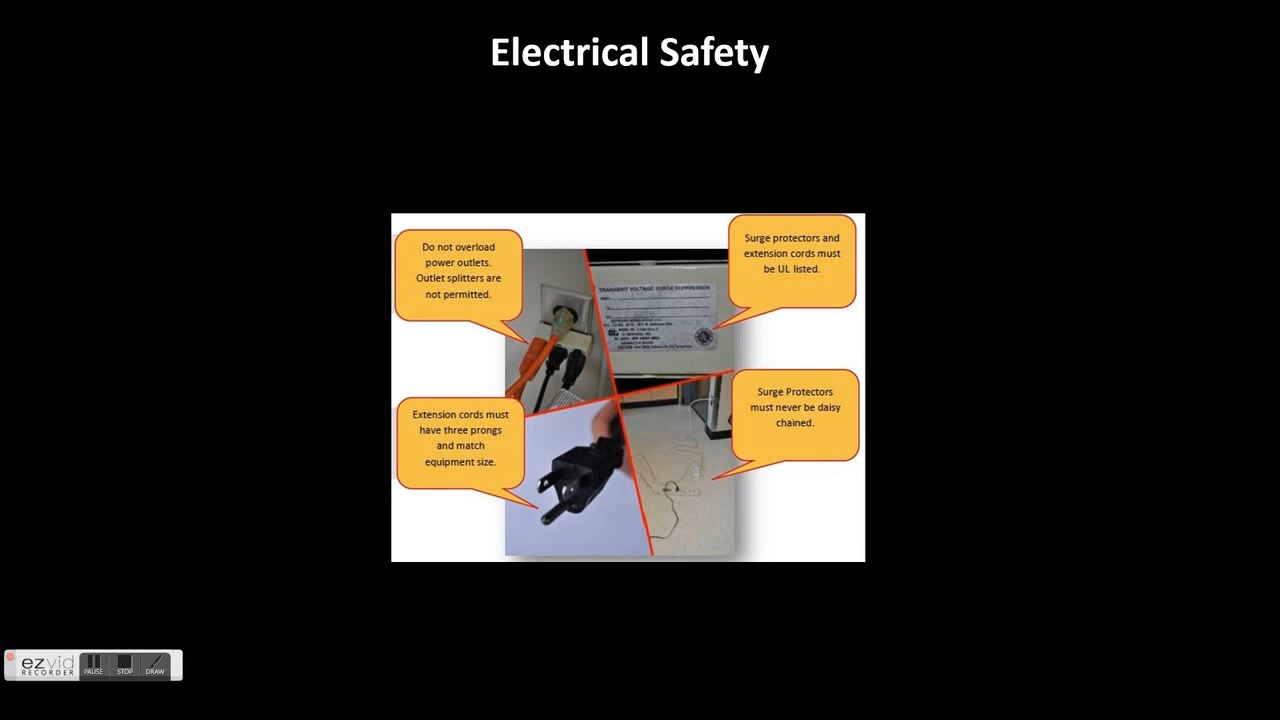 Electrical Safety
Do not overload
power outlets.
Outlet splitters are
not permitted.
Surge protectors and
extension cords must
be UL listed.
TRANSIENT VOLTAGE SURGE SUPPRESSOR
Extension cords must
have three prongs
and match
equipment size.
Surge Protectors
must never be daisy
chained.
ezvid
RECORDER
PAUSE
STOP
DRAW